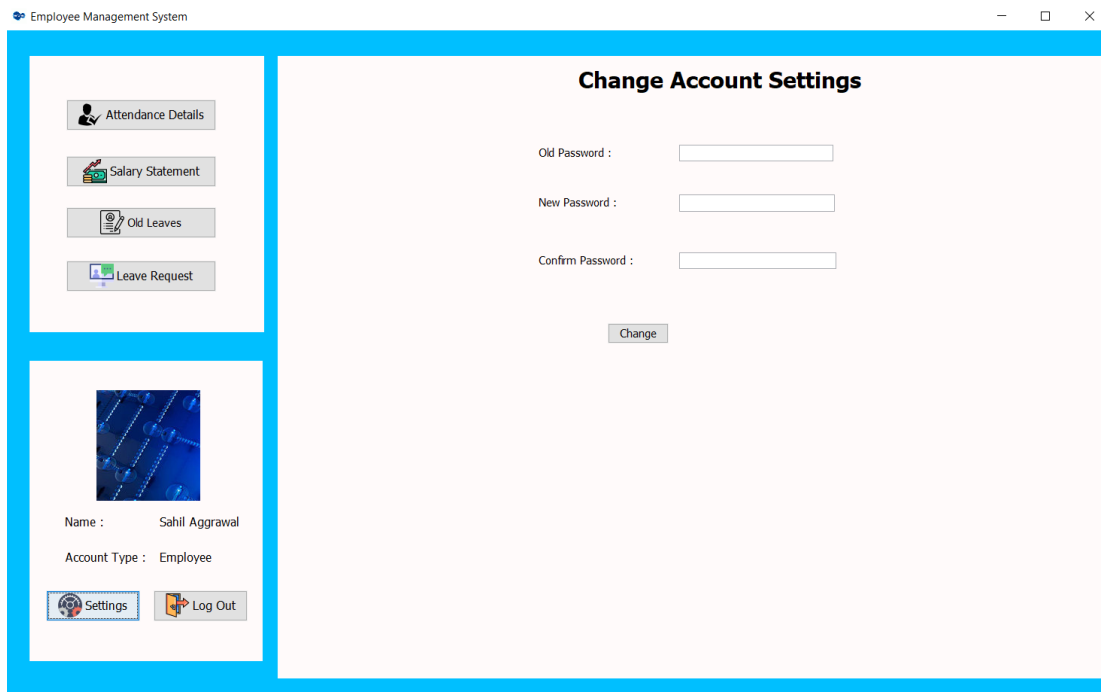 Employee Management System
Attendance Details
Salary Statement
Old Leaves
Leave Request
Name : Sahil Aggrawal
Account Type : Employee
Settings Log Out
Change Account Settings
Old Password :
New Password :
Confirm Password :
Change